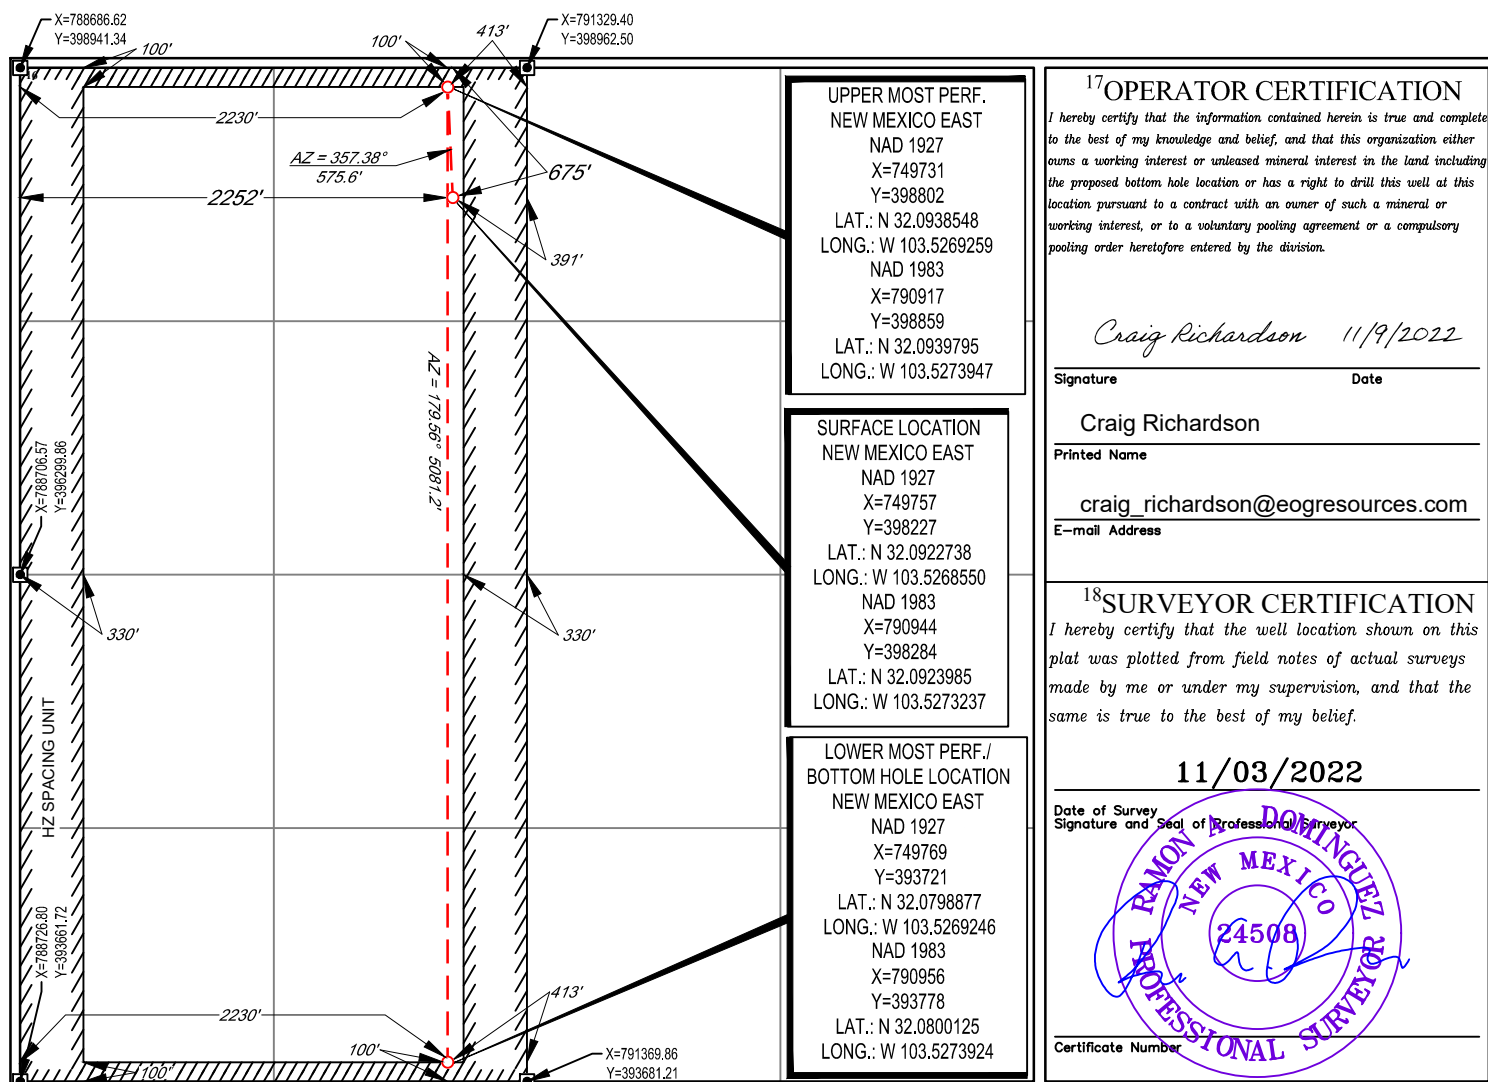 X=788686.62
Y=398941.34
100'
100'
413'
X=791329.40
Y=398962.50
16
2230'
AZ = 357.38°
575.6'
675'
2252'
391'
AZ = 179.56° 5081.2'
X=788706.57
Y=396299.86
330'
330'
HZ SPACING UNIT
X=788726.80
Y=393661.72
2230'
413'
100'
100'
X=791369.86
Y=393681.21
UPPER MOST PERF.
NEW MEXICO EAST
NAD 1927
X=749731
Y=398802
LAT.: N 32.0938548
LONG.: W 103.5269259
NAD 1983
X=790917
Y=398859
LAT.: N 32.0939795
LONG.: W 103.5273947
SURFACE LOCATION
NEW MEXICO EAST
NAD 1927
X=749757
Y=398227
LAT.: N 32.0922738
LONG.: W 103.5268550
NAD 1983
X=790944
Y=398284
LAT.: N 32.0923985
LONG.: W 103.5273237
LOWER MOST PERF./
BOTTOM HOLE LOCATION
NEW MEXICO EAST
NAD 1927
X=749769
Y=393721
LAT.: N 32.0798877
LONG.: W 103.5269246
NAD 1983
X=790956
Y=393778
LAT.: N 32.0800125
LONG.: W 103.5273924
17OPERATOR CERTIFICATION
I hereby certify that the information contained herein is true and complete
to the best of my knowledge and belief, and that this organization either
owns a working interest or unleased mineral interest in the land including
the proposed bottom hole location or has a right to drill this well at this
location pursuant to a contract with an owner of such a mineral or
working interest, or to a voluntary pooling agreement or a compulsory
pooling order heretofore entered by the division.
Craig Richardson 11/9/2022
Signature Date
Craig Richardson
Printed Name
craig_richardson@eogresources.com
E-mail Address
18SURVEYOR CERTIFICATION
I hereby certify that the well location shown on this
plat was plotted from field notes of actual surveys
made by me or under my supervision, and that the
same is true to the best of my belief.
11/03/2022
Date of Survey
Signature and Seal of Professional Surveyor
RAMON A. DOMINGUEZ
NEW MEXICO
24508
PROFESSIONAL SURVEYOR
Certificate Number